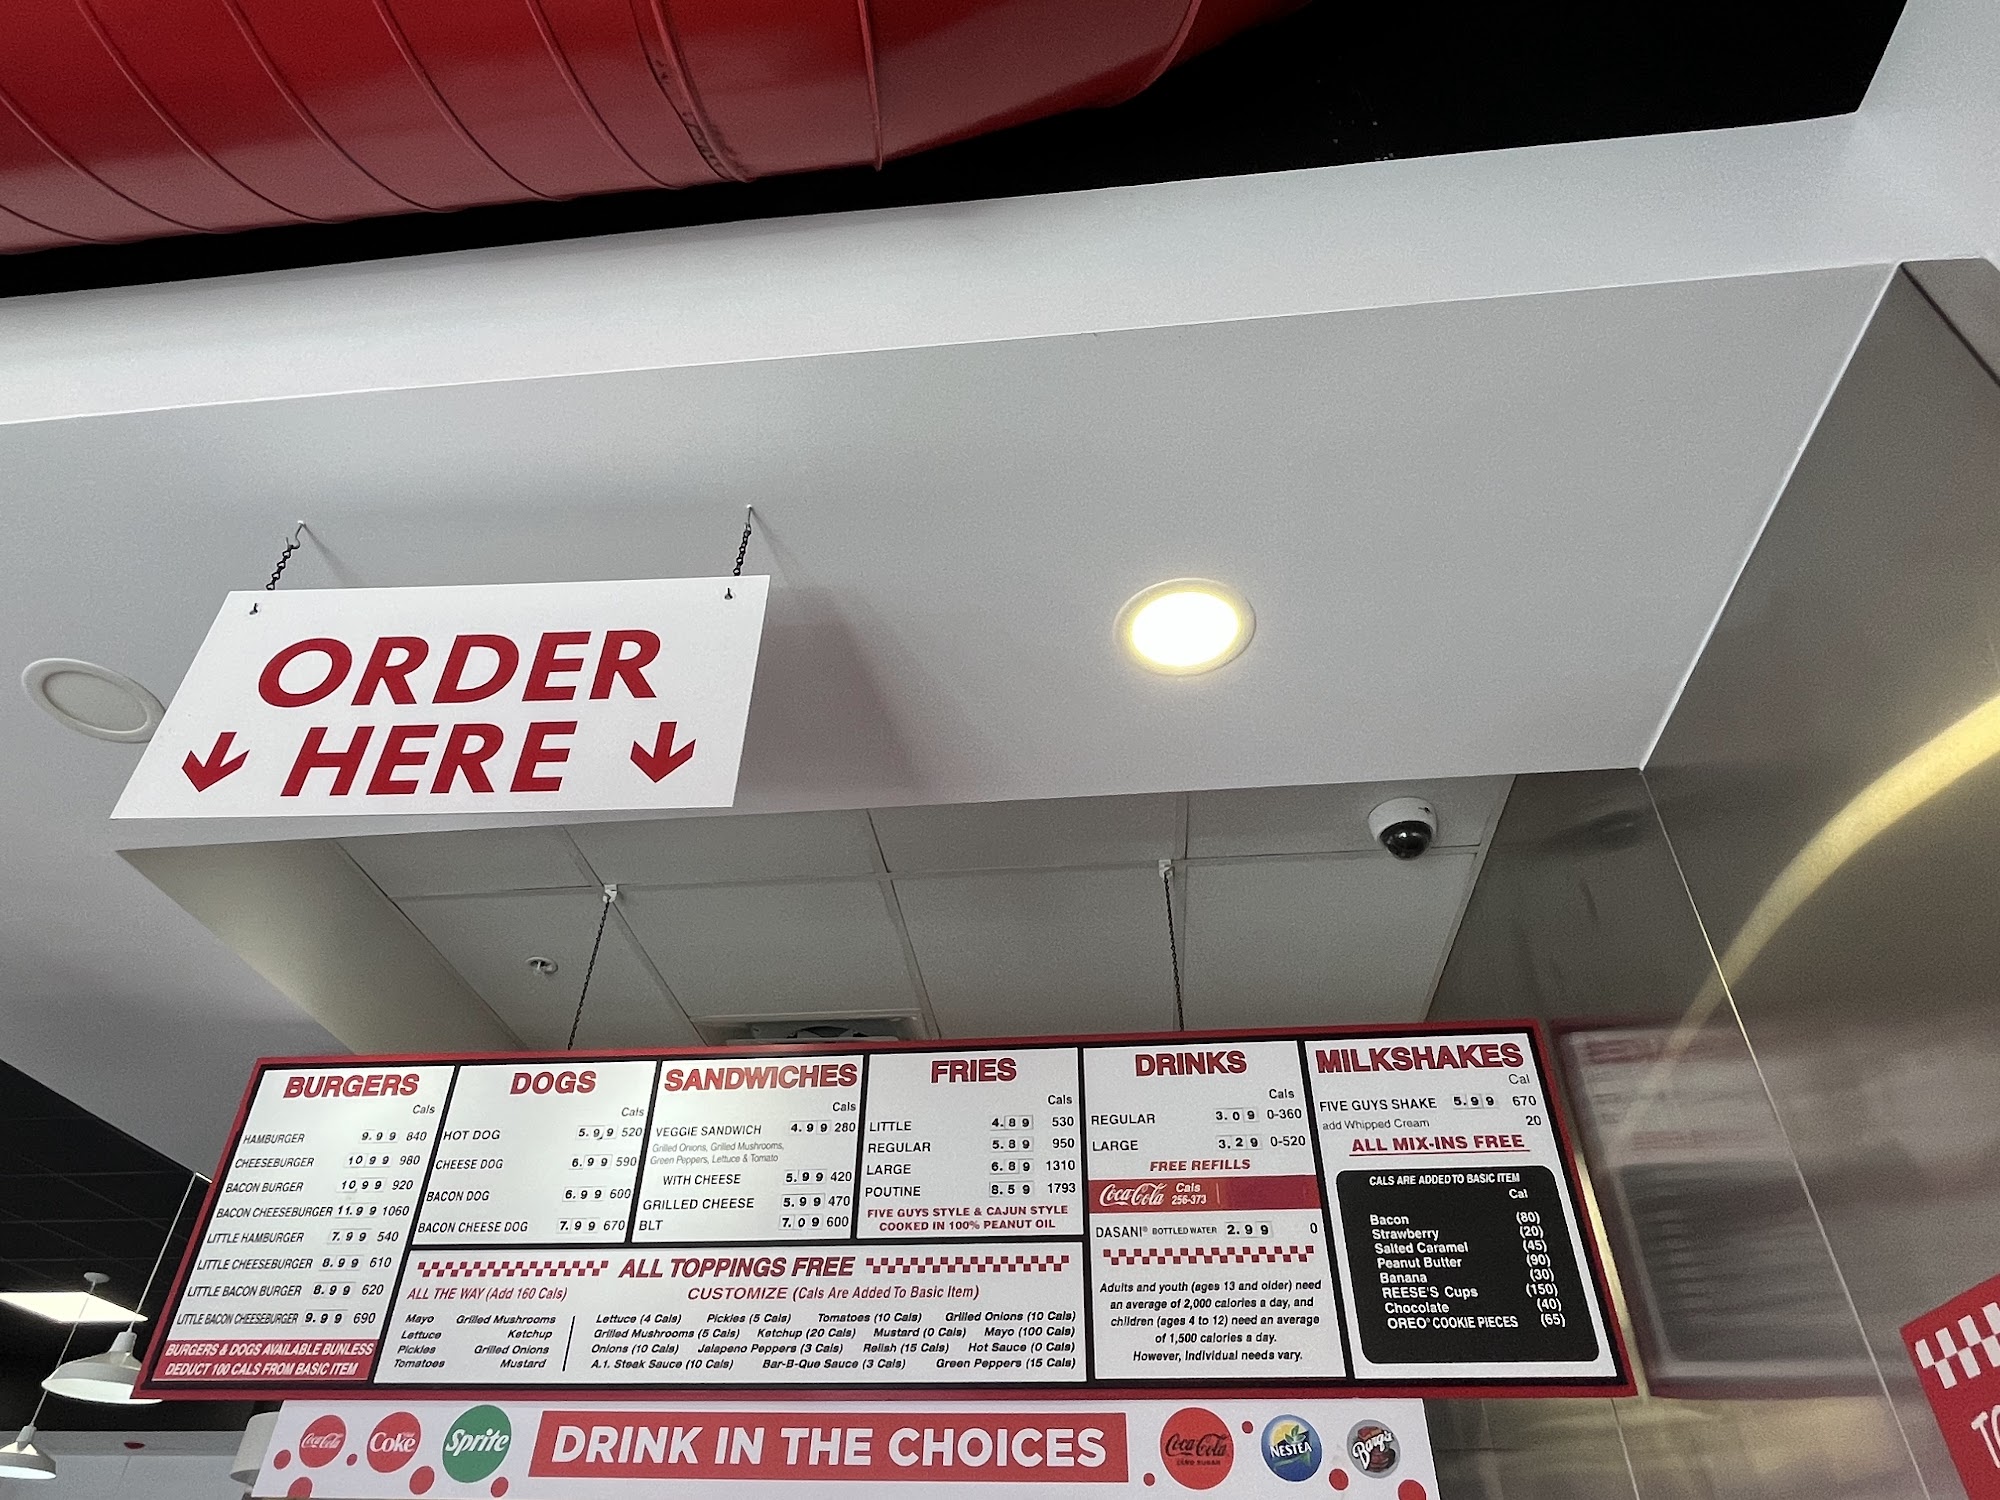 ORDER
HERE
BURGERS
Cals
HAMBURGER 9.99 840
CHEESEBURGER 10 99 980
BACON BURGER 10 99 920
BACON CHEESEBURGER 11.99 1060
LITTLE HAMBURGER 7.99 540
LITTLE CHEESEBURGER 8.99 610
LITTLE BACON BURGER 8.99 620
LITTLE BACON CHEESEBURGER 9.99 690
BURGERS & DOGS AVAILABLE BUNLESS
DEDUCT 100 CALS FROM BASIC ITEM
DOGS
Cals
HOT DOG 5.99 520
CHEESE DOG 6.99 590
BACON DOG 6.99 600
BACON CHEESE DOG 7.99 670
SANDWICHES
Cals
VEGGIE SANDWICH 4.99 280
Grilled Onions, Grilled Mushrooms,
Green Peppers, Lettuce & Tomato
WITH CHEESE 5.99 420
GRILLED CHEESE 5.99 470
BLT 7.09 600
FRIES
Cals
LITTLE 4.89 530
REGULAR 5.89 950
LARGE 6.89 1310
POUTINE 8.59 1793
FIVE GUYS STYLE & CAJUN STYLE
COOKED IN 100% PEANUT OIL
ALL TOPPINGS FREE
ALL THE WAY (Add 160 Cals)
Mayo Grilled Mushrooms
Lettuce Ketchup
Pickles Grilled Onions
Tomatoes Mustard
CUSTOMIZE (Cals Are Added To Basic Item)
Lettuce (4 Cals) Pickles (5 Cals) Tomatoes (10 Cals) Grilled Onions (10 Cals)
Grilled Mushrooms (5 Cals) Ketchup (20 Cals) Mustard (0 Cals) Mayo (100 Cals)
Onions (10 Cals) Jalapeno Peppers (3 Cals) Relish (15 Cals) Hot Sauce (0 Cals)
A.1. Steak Sauce (10 Cals) Bar-B-Que Sauce (3 Cals) Green Peppers (15 Cals)
DRINKS
Cals
REGULAR 3.09 0-360
LARGE 3.29 0-520
FREE REFILLS
Coca-Cola Cals
256-373
DASANI® BOTTLED WATER 2.99 0
Adults and youth (ages 13 and older) need
an average of 2,000 calories a day, and
children (ages 4 to 12) need an average
of 1,500 calories a day.
However, individual needs vary.
MILKSHAKES
Cal
FIVE GUYS SHAKE 5.99 670
add Whipped Cream 20
ALL MIX-INS FREE
CALS ARE ADDED TO BASIC ITEM
Cal
Bacon (80)
Strawberry (20)
Salted Caramel (45)
Peanut Butter (90)
Banana (30)
REESE'S Cups (150)
Chocolate (40)
OREO® COOKIE PIECES (65)
Coca-Cola
Coke
Sprite
DRINK IN THE CHOICES
Coca-Cola
ZERO SUGAR
NESTEA
Barq's